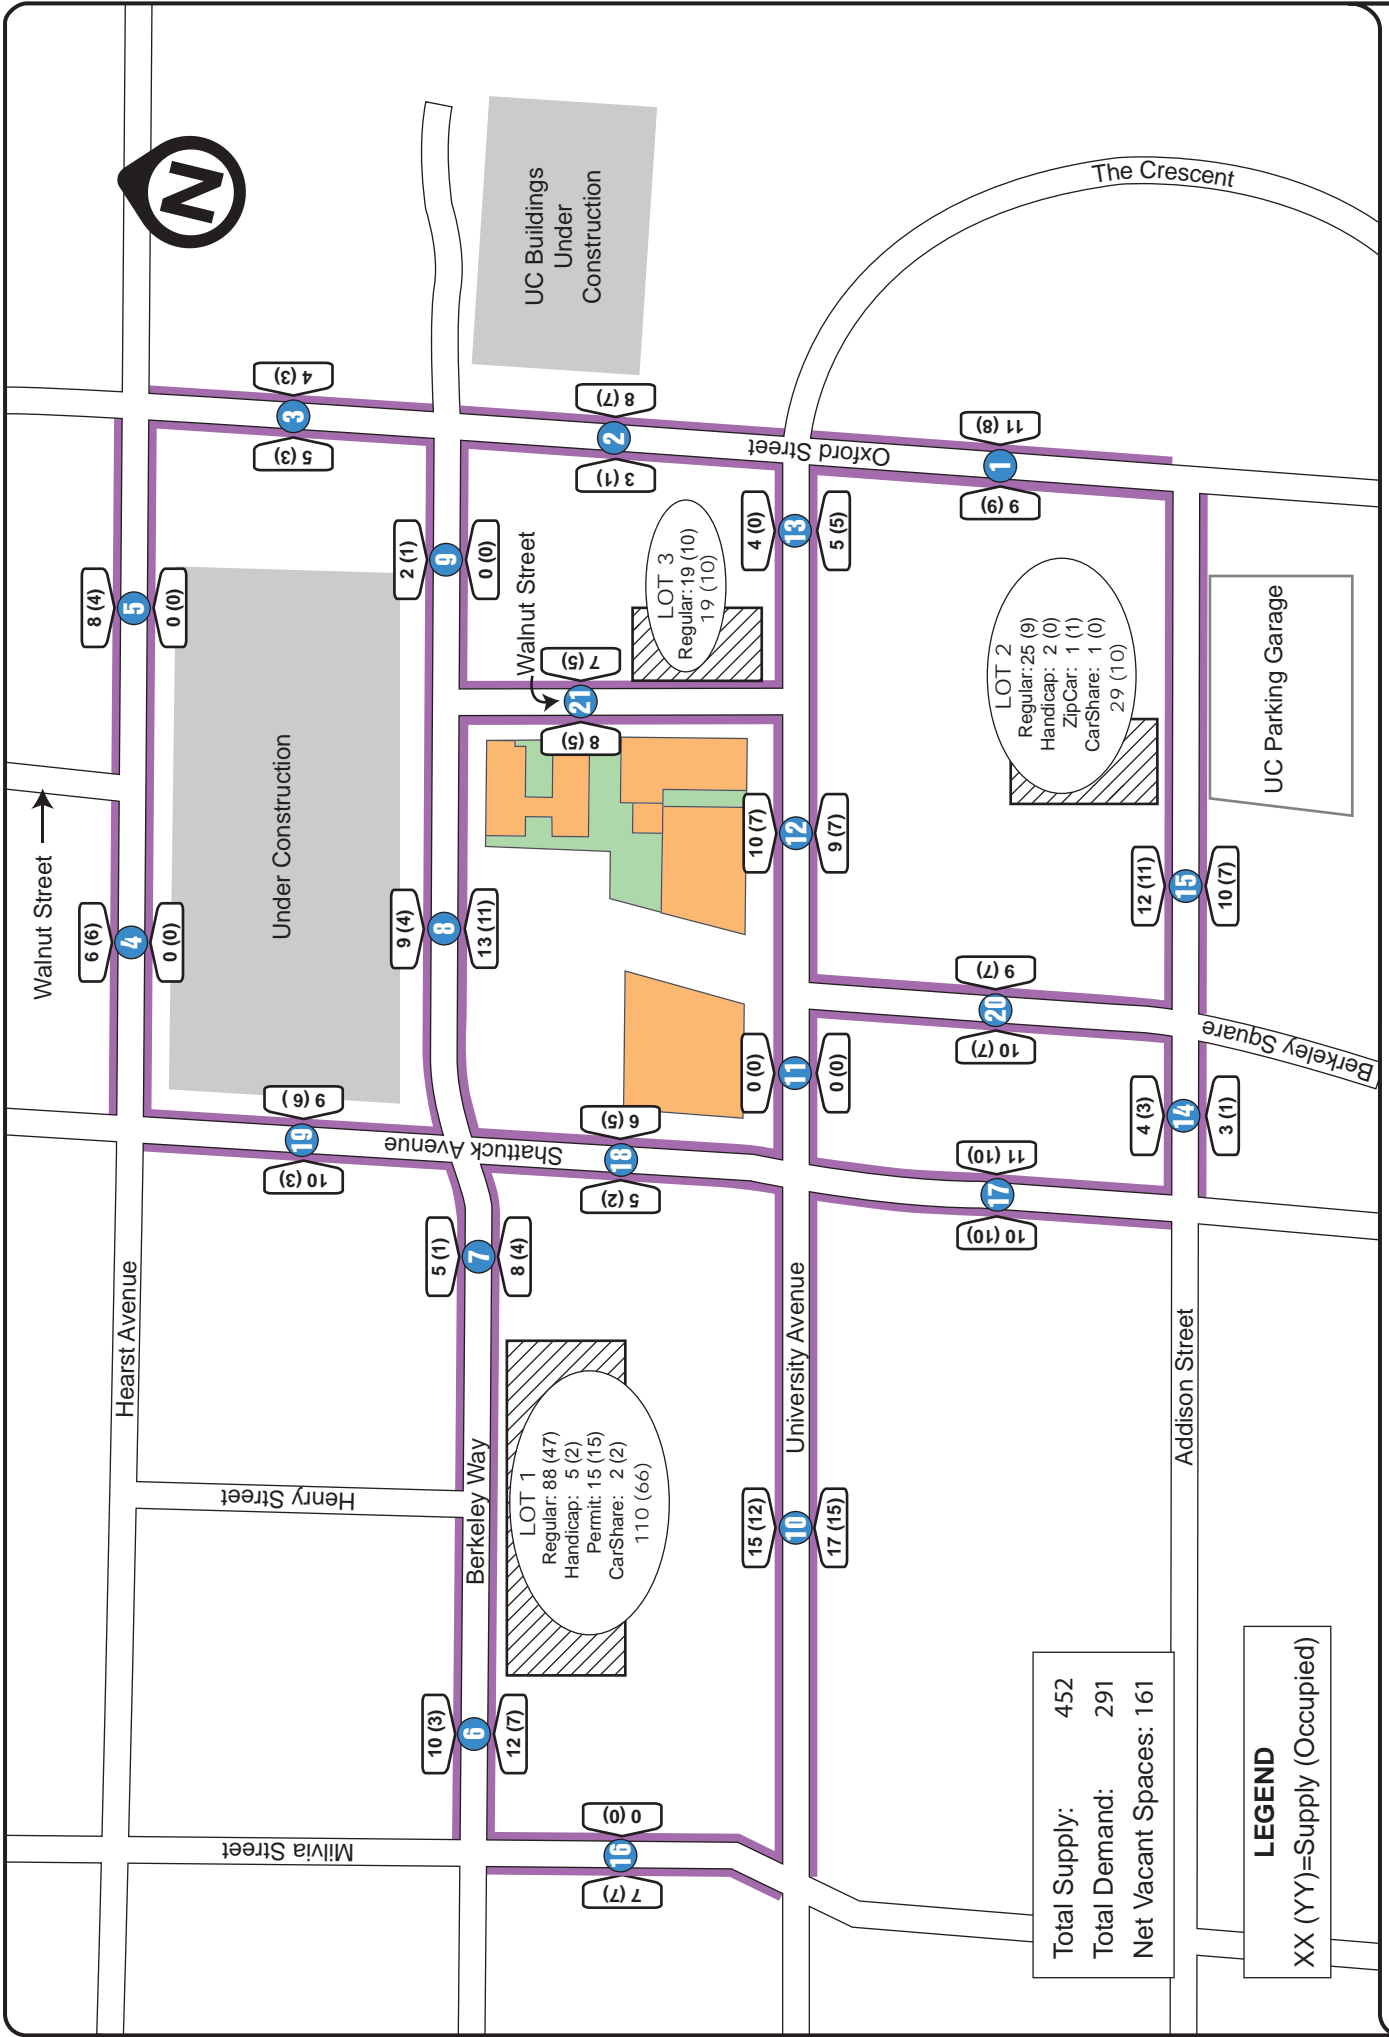 Walnut Street
N
4 (3)
3
5 (3)
8 (4)
5
0 (0)
6 (6)
4
0 (0)
Under Construction
UC Buildings
Under
Construction
8 (7)
2
3 (1)
Oxford Street
The Crescent
11 (8)
1
9 (9)
2 (1)
9
0 (0)
Walnut Street
7 (5)
21
8 (5)
LOT 3
Regular: 19 (10)
19 (10)
4 (0)
13
5 (5)
LOT 2
Regular: 25 (9)
Handicap: 2 (0)
ZipCar: 1 (1)
CarShare: 1 (0)
29 (10)
UC Parking Garage
9 (4)
8
13 (11)
10 (7)
12
9 (7)
12 (11)
15
10 (7)
9 (7)
20
10 (7)
Berkeley Square
0 (0)
11
0 (0)
9 (6 )
19
10 (3)
Shattuck Avenue
6 (5)
18
5 (2)
11 (10)
17
10 (10)
4 (3)
14
3 (1)
Hearst Avenue
5 (1)
7
8 (4)
University Avenue
Addison Street
Henry Street
Berkeley Way
LOT 1
Regular: 88 (47)
Handicap: 5 (2)
Permit: 15 (15)
CarShare: 2 (2)
110 (66)
15 (12)
10
17 (15)
10 (3)
6
12 (7)
Milvia Street
0 (0)
16
7 (7)
Total Supply: 452
Total Demand: 291
Net Vacant Spaces: 161
LEGEND
XX (YY)=Supply (Occupied)